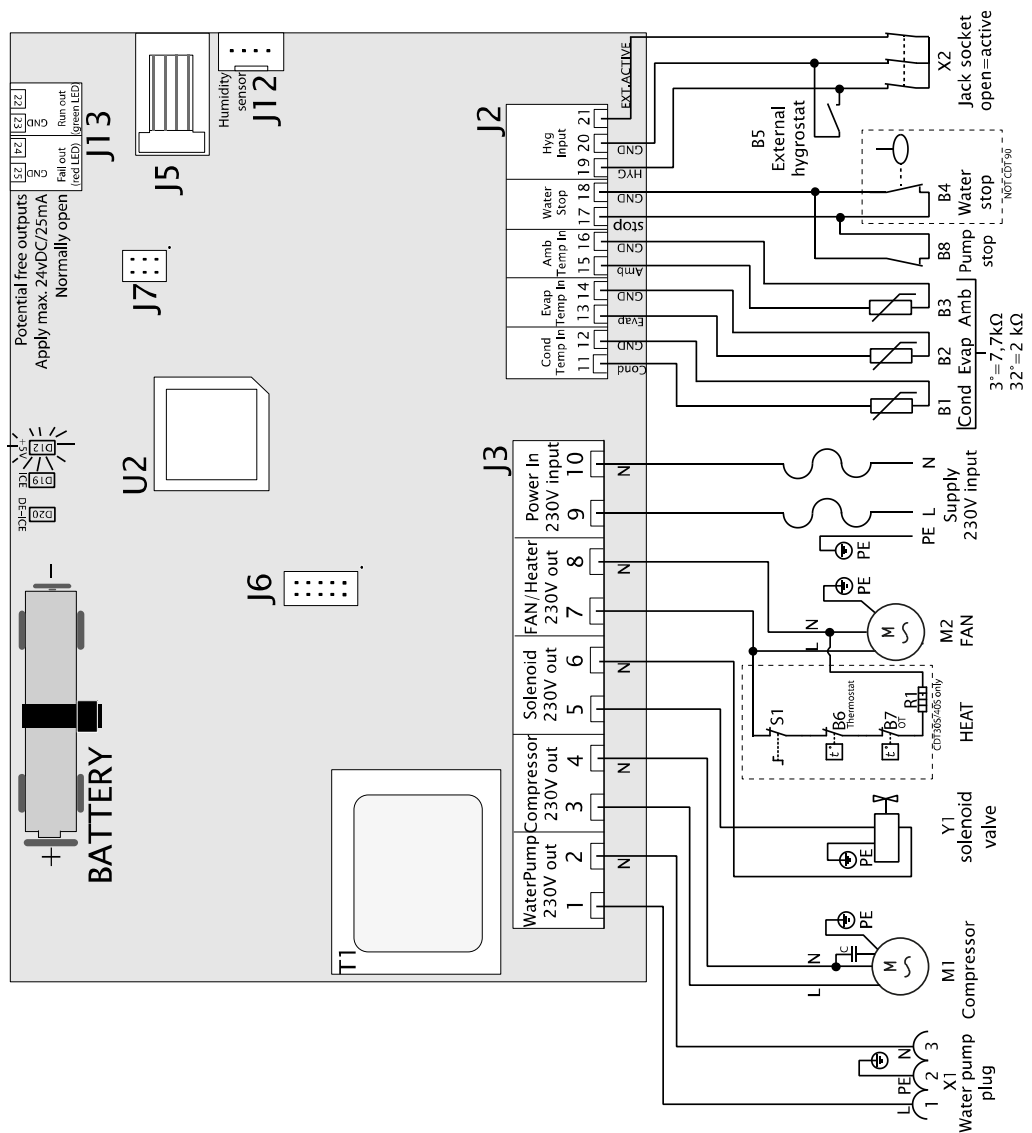 22
23
GND
Run out
(green LED)
24
25
GND
Fail out
(red LED)
J13
Potential free outputs
Apply max. 24vDC/25mA
Normally open
J5
Humidity
sensor
J12
J7
+5V
D12
ICE
D19
DE-ICE
D20
U2
J6
BATTERY
+
−
T1
J2
Hyg
Input
21
20
19
EXT.ACTIVE
GND
HYG
Water
Stop
18
17
GND
stop
Amb
Temp In
16
15
GND
Amb
Evap
Temp In
14
13
GND
Evap
Cond
Temp In
12
11
GND
Cond
J3
Power In
230V input
10
9
N
FAN/Heater
230V out
8
7
N
Solenoid
230V out
6
5
N
Compressor
230V out
4
3
N
WaterPump
230V out
2
1
N
X2
Jack socket
open=active
B5
External
hygrostat
B4
Water
stop
NOT CDT 90
B8
Pump
stop
B3
Amb
B2
Evap
B1
Cond
3°=7,7kΩ
32°=2 kΩ
N
L
PE
PE
Supply
230V input
PE
N
L
M
M2
FAN
S1
B6
Thermostat
t°
B7
OT
t°
R1
CDT30S/40S only
HEAT
PE
Y1
solenoid
valve
PE
C
N
L
M
M1
Compressor
N
PE
L
3
2
1
X1
Water pump
plug